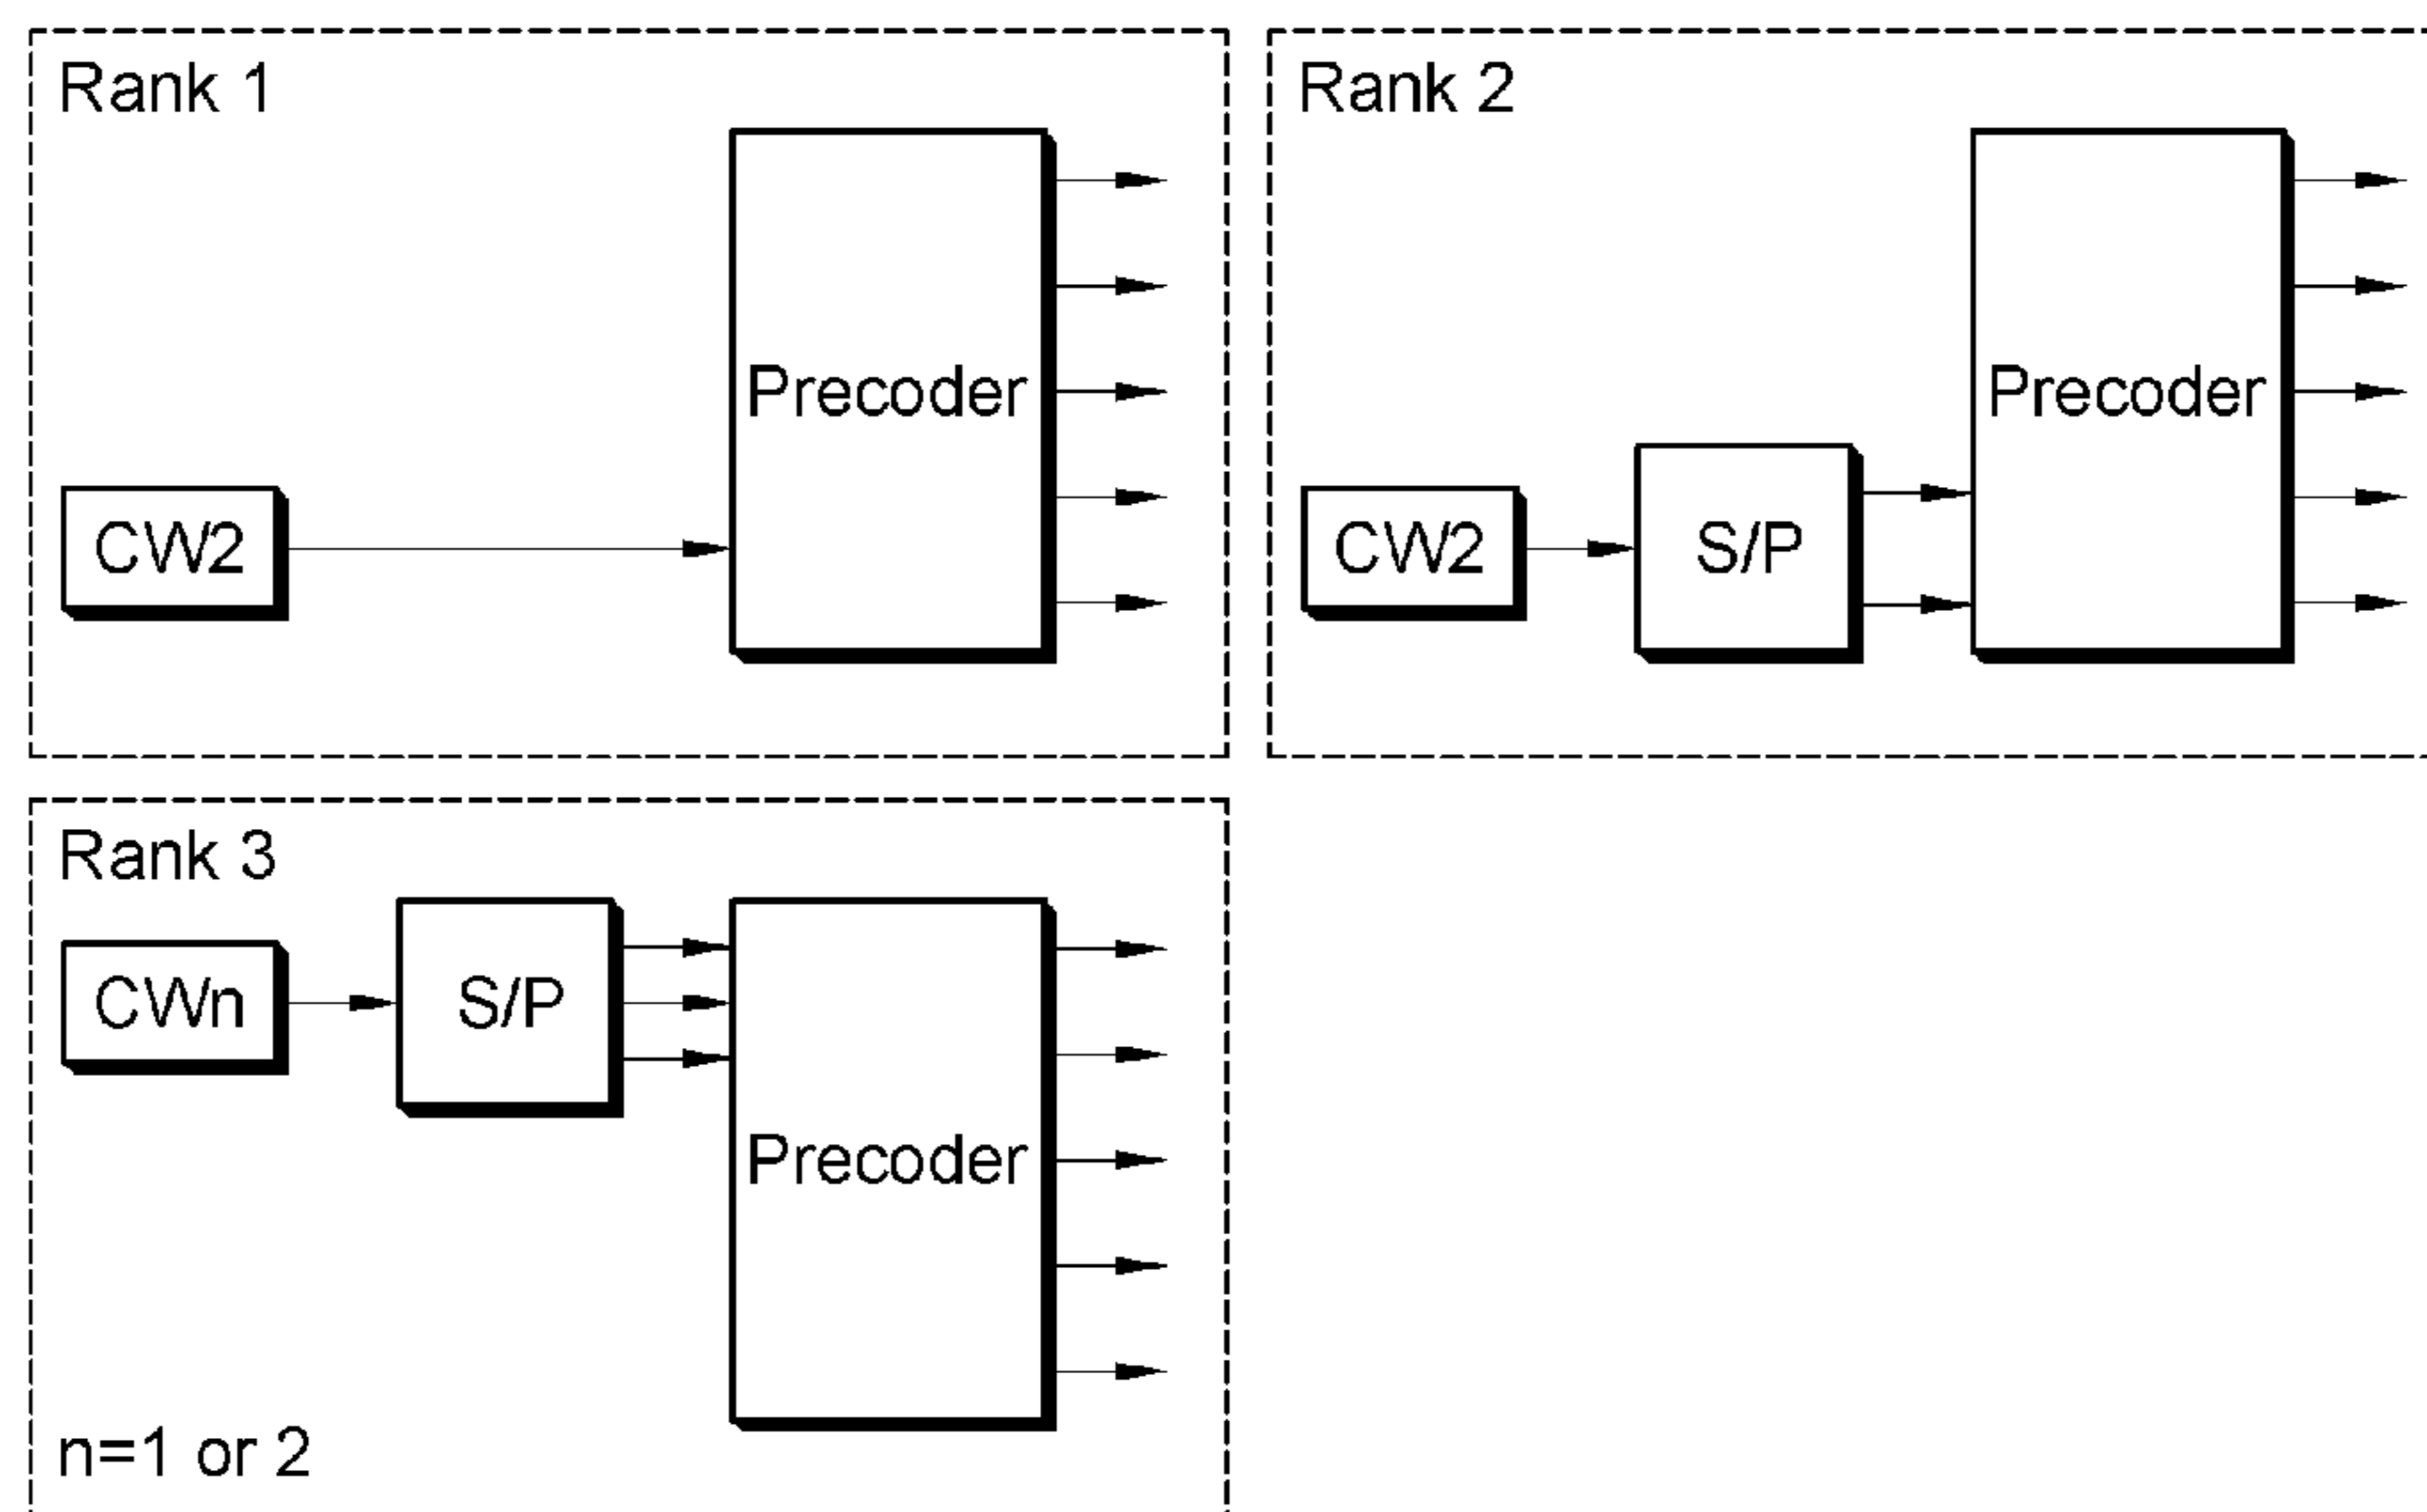 Rank 1
Precoder
CW2
Rank 2
Precoder
CW2
S/P
Rank 3
CWn
S/P
Precoder
n=1 or 2